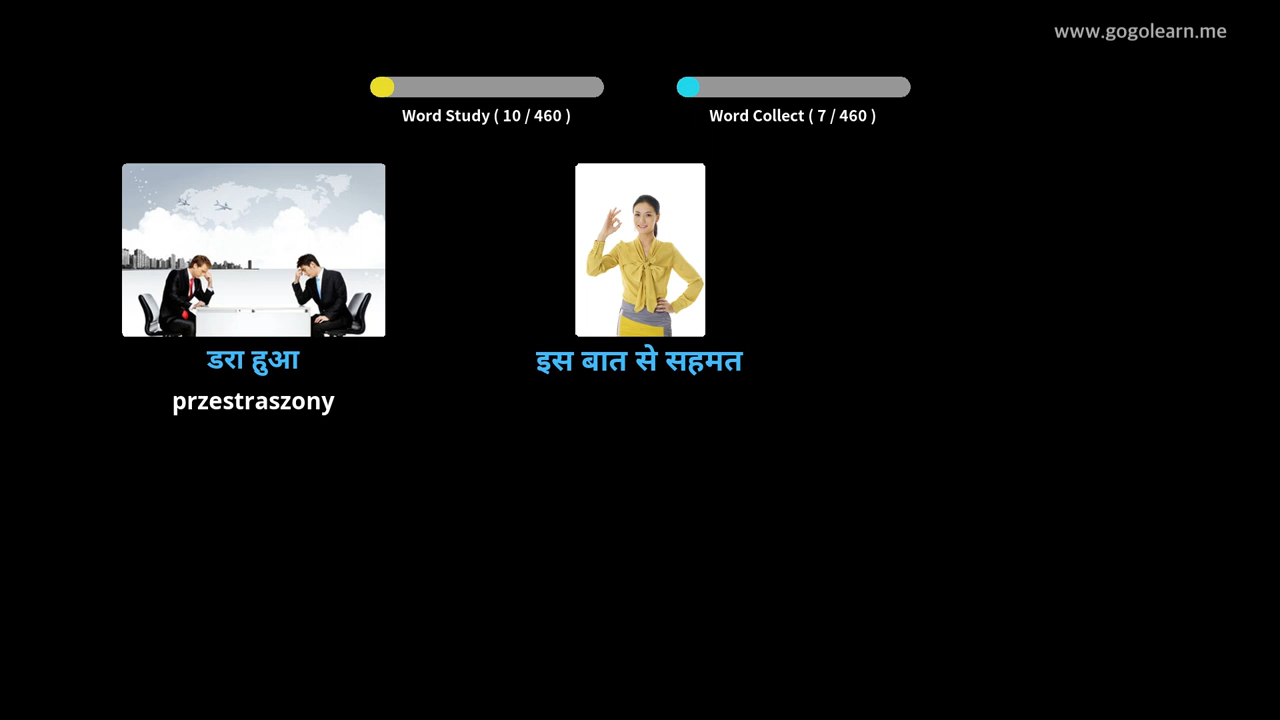 www.gogolearn.me
Word Study ( 10 / 460 )
Word Collect ( 7 / 460 )
डरा हुआ
przestraszony
इस बात से सहमत